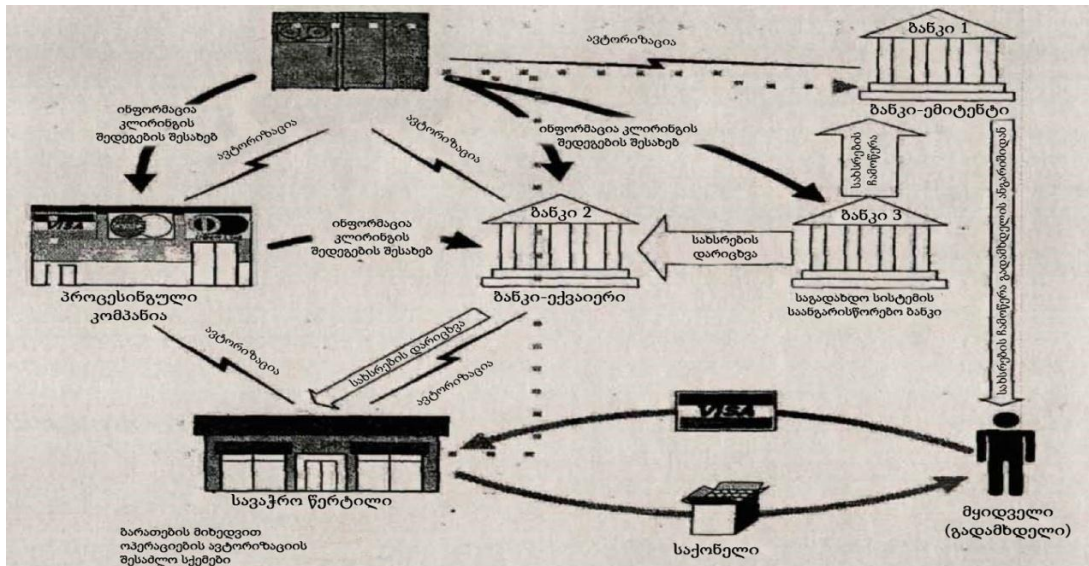 ბანკი 1
ავტორიზაცია
ბანკი-ემიტენტი
ინფორმაცია
კლირინგის
შედეგების შესახებ
ავტორიზაცია
ავტორიზაცია
ინფორმაცია კლირინგის
შედეგების შესახებ
სახსრების
ჩამოწერა
სახსრების ჩამოწერა გადამხდელის ანგარიშიდან
VISA
ბანკი 2
ბანკი 3
ინფორმაცია
კლირინგის
შედეგების შესახებ
სახსრების
დარიცხვა
პროცესინგული
კომპანია
ბანკი-ექვაიერი
საგადახდო სისტემის
საანგარისწორებო ბანკი
ავტორიზაცია
სახსრების დარიცხვა
ავტორიზაცია
VISA
სავაჭრო წერტილი
საქონელი
მყიდველი
(გადამხდელი)
ბარათების მიხედვით
ოპერაციების ავტორიზაციის
შესაძლო სქემები